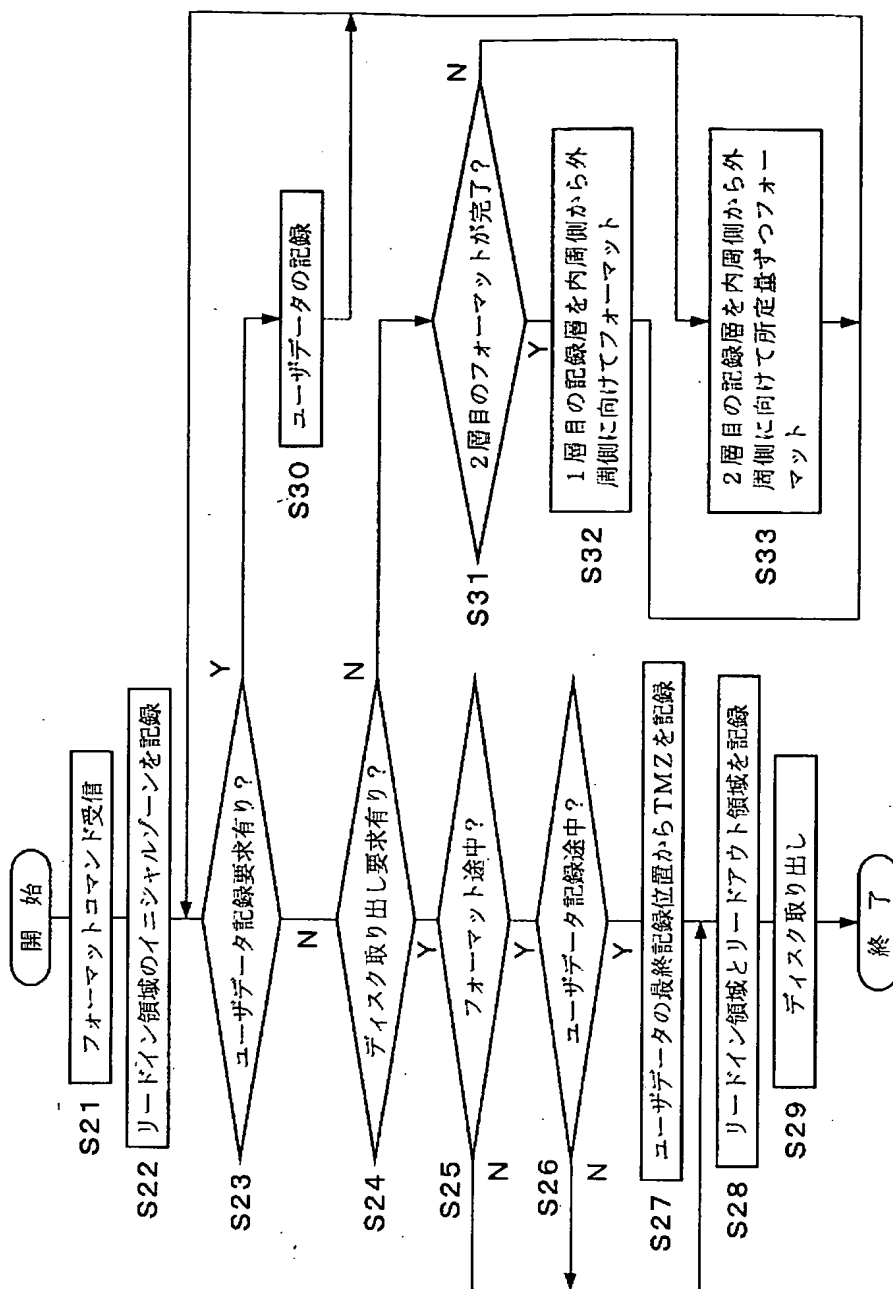 開 始
S21
フォーマットコマンド受信
S22
リードイン領域のイニシャルゾーンを記録
S23
ユーザデータ記録要求有り？
Y
N
S24
ディスク取り出し要求有り？
N
Y
S25
フォーマット途中？
N
Y
S26
ユーザデータ記録途中？
N
Y
S27
ユーザデータの最終記録位置からTMZを記録
S28
リードイン領域とリードアウト領域を記録
S29
ディスク取り出し
終 了
S30
ユーザデータの記録
S31
2層目のフォーマットが完了？
N
Y
S32
1層目の記録層を内周側から外
周側に向けてフォーマット
S33
2層目の記録層を内周側から外
周側に向けて所定量ずつフォー
マット